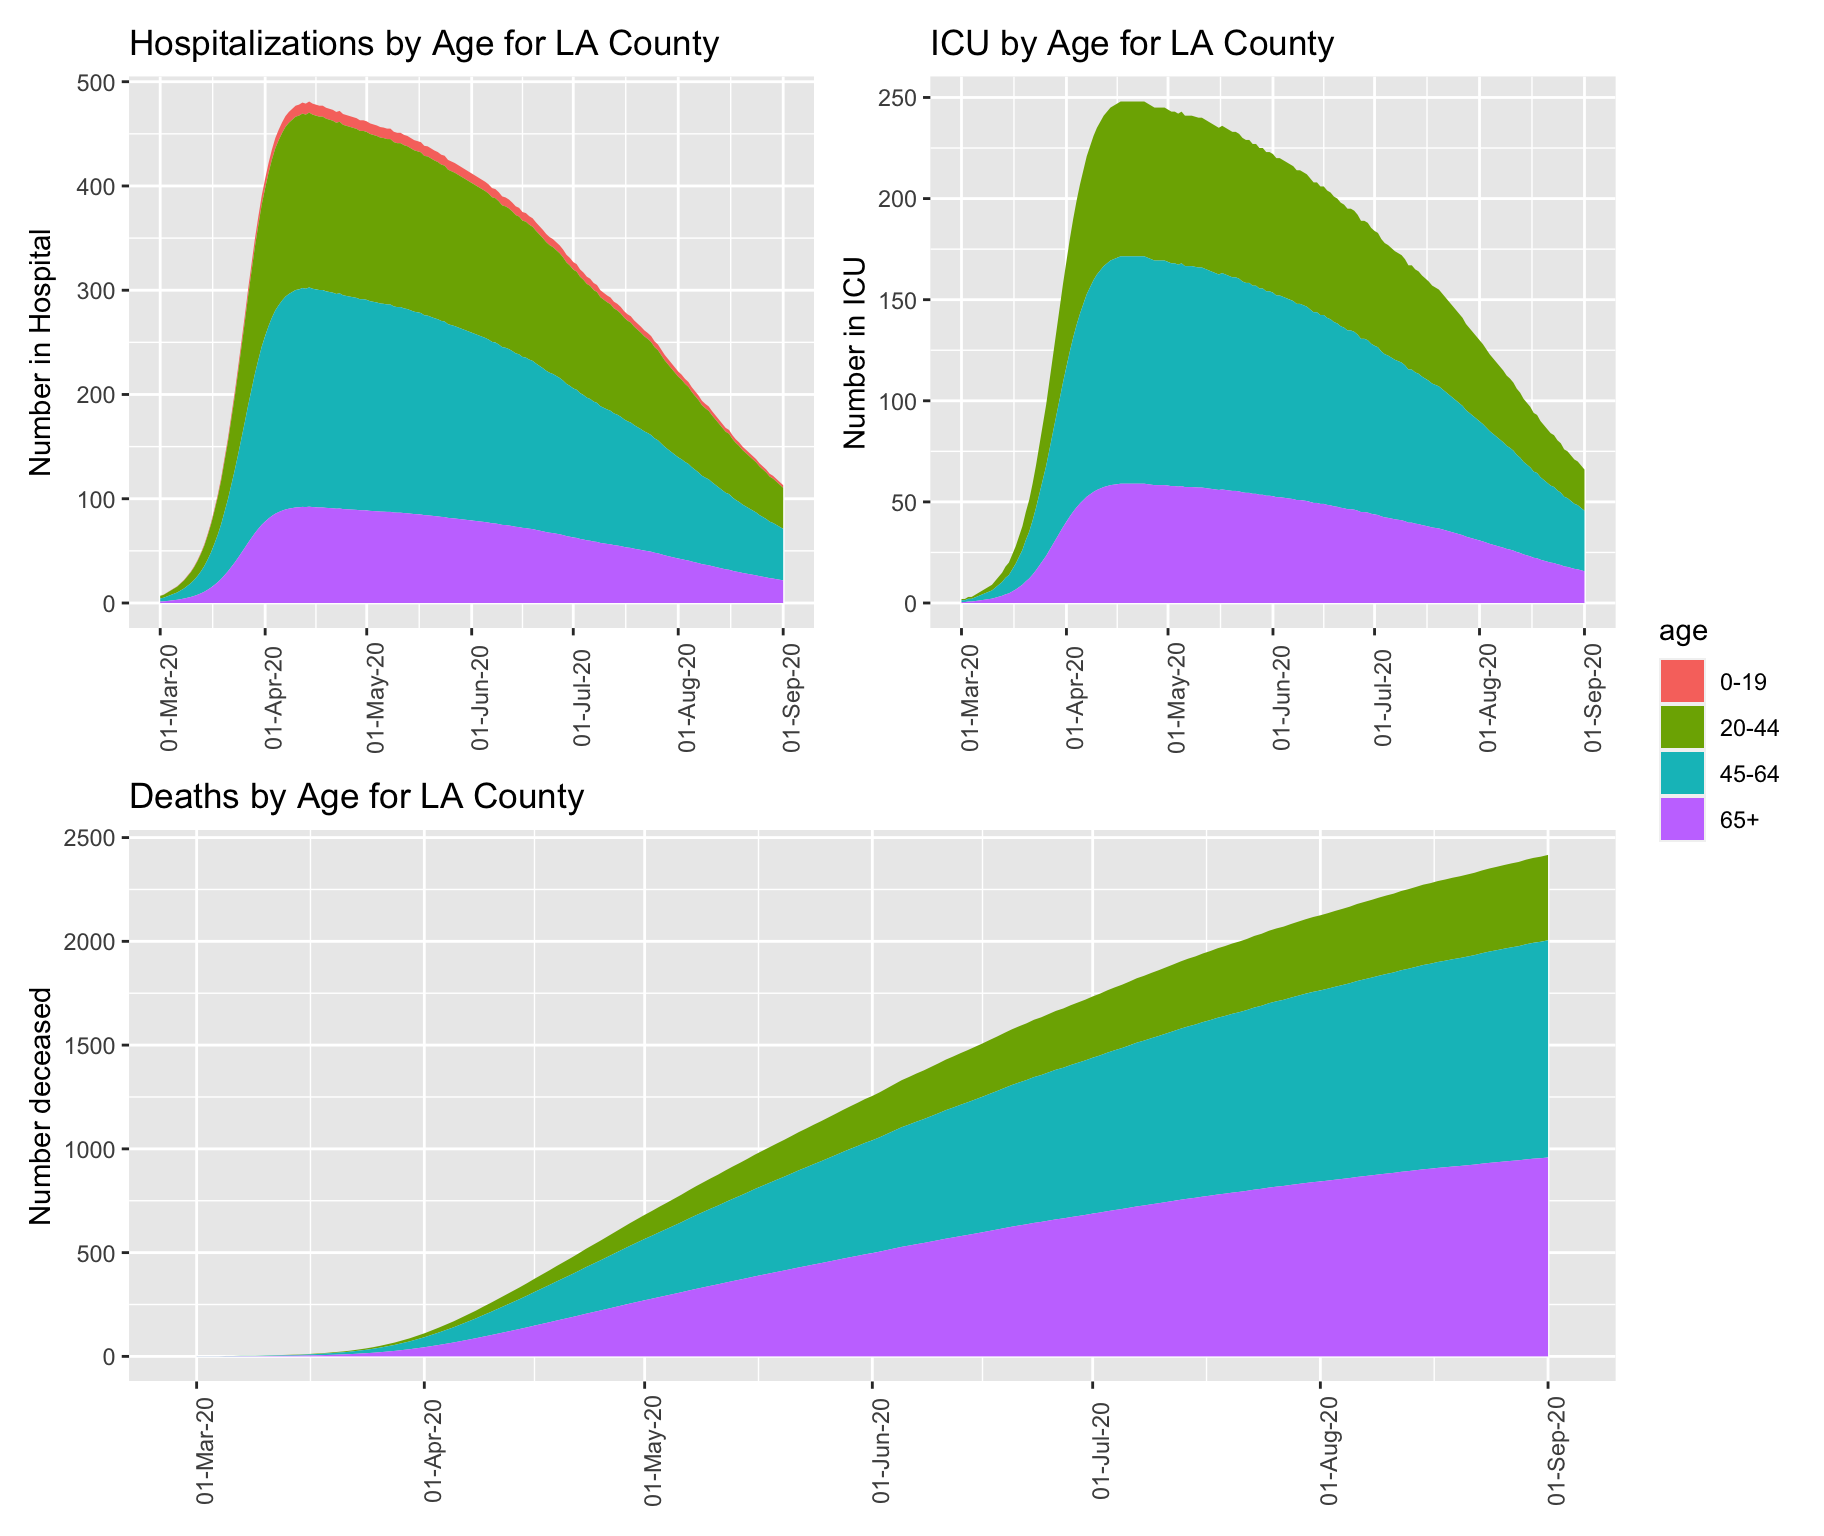 Hospitalizations by Age for LA County
Number in Hospital
500
400
300
200
100
0
01-Mar-20
01-Apr-20
01-May-20
01-Jun-20
01-Jul-20
01-Aug-20
01-Sep-20
ICU by Age for LA County
Number in ICU
250
200
150
100
50
0
01-Mar-20
01-Apr-20
01-May-20
01-Jun-20
01-Jul-20
01-Aug-20
01-Sep-20
age
0-19
20-44
45-64
65+
Deaths by Age for LA County
Number deceased
2500
2000
1500
1000
500
0
01-Mar-20
01-Apr-20
01-May-20
01-Jun-20
01-Jul-20
01-Aug-20
01-Sep-20